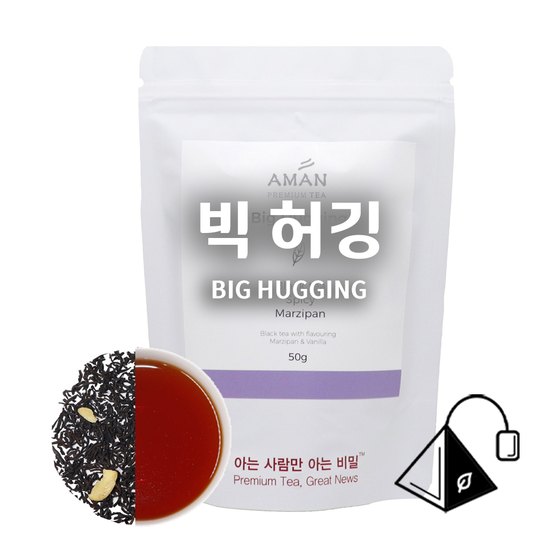 AMAN
PREMIUM TEA
빅 허깅
BIG HUGGING
Spicy
Marzipan
Black tea with flavouring
Marzipan & Vanilla
50g
아는 사람만 아는 비밀™
Premium Tea, Great News